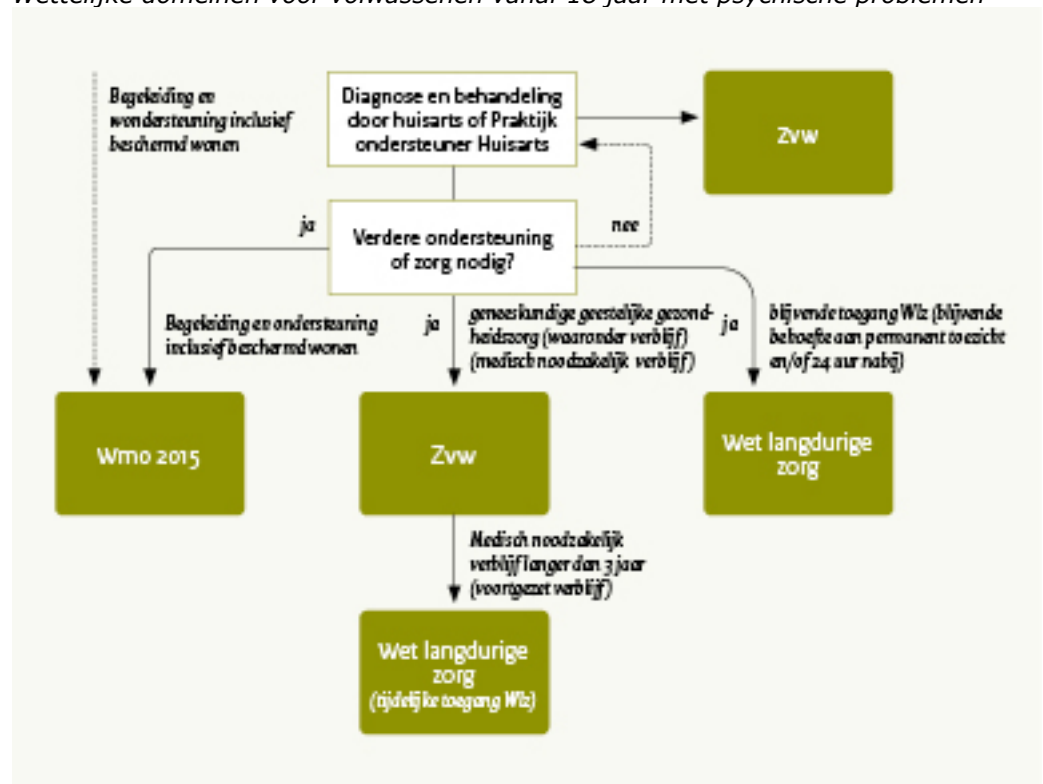 Wettelijke domeinen voor volwassenen vanaf 18 jaar met psychische problemen
Begeleiding en
wondersteuning inclusief
beschermd wonen
Diagnose en behandeling
door huisarts of Praktijk
ondersteuner Huisarts
Zvw
ja
Verdere ondersteuning
of zorg nodig?
nee
Begeleiding en ondersteuning
inclusief beschermd wonen
ja
geneeskundige geestelijke gezond-
heidszorg (waaronder verblijf)
(medisch noodzakelijk verblijf)
ja
blijvende toegang Wlz (blijvende
behoefte aan permanent toezicht
en/of 24 uur nabij)
Wmo 2015
Zvw
Wet langdurige
zorg
Medisch noodzakelijk
verblijf langer dan 3 jaar
(voortgezet verblijf)
Wet langdurige
zorg
(tijdelijke toegang Wlz)